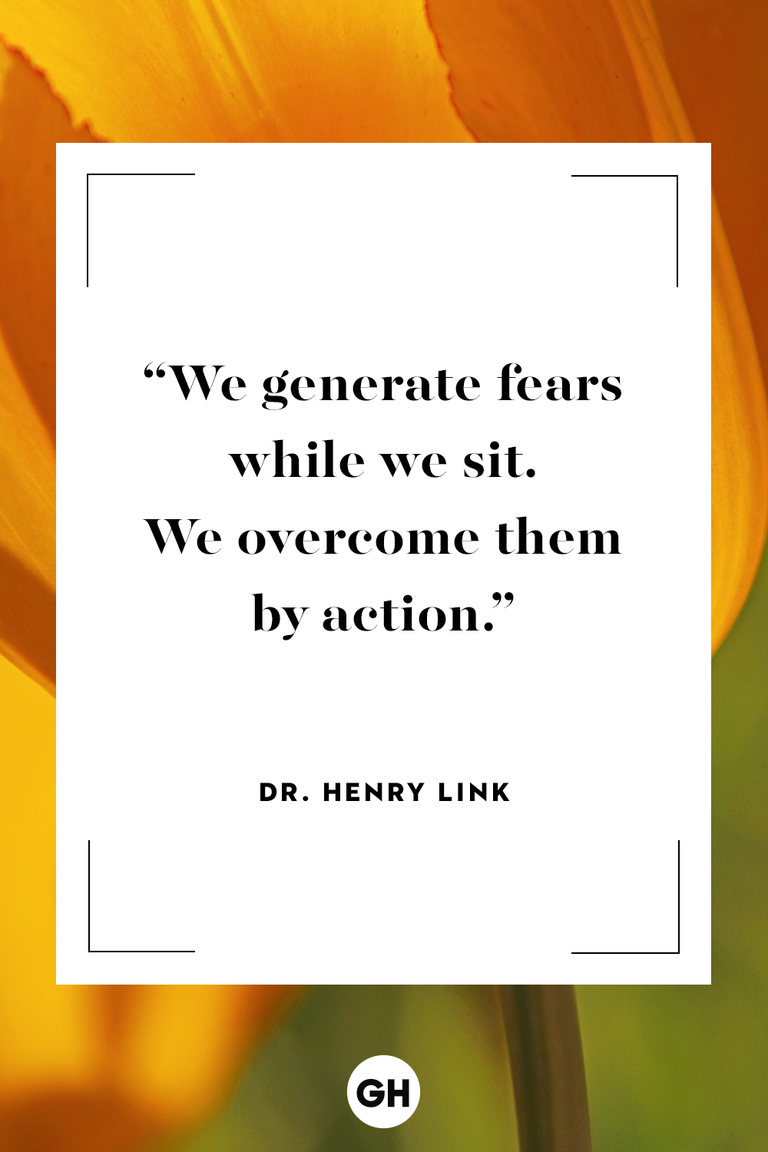 “We generate fears
while we sit.
We overcome them
by action.”
DR. HENRY LINK
GH